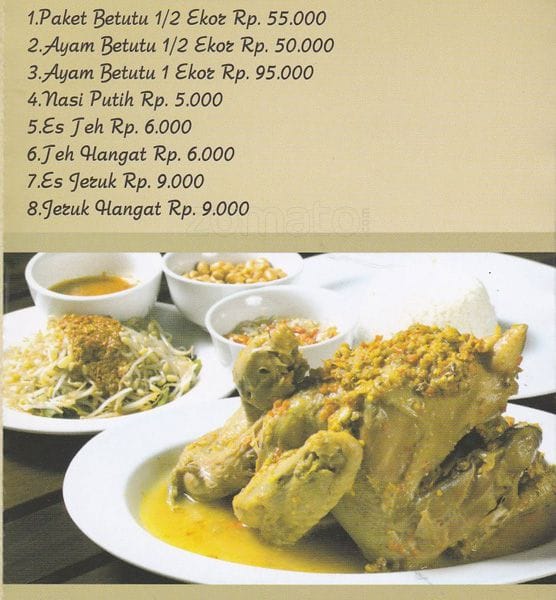 1.Paket Betutu 1/2 Ekor Rp. 55.000
2.Ayam Betutu 1/2 Ekor Rp. 50.000
3.Ayam Betutu 1 Ekor Rp. 95.000
4.Nasi Putih Rp. 5.000
5.Es Teh Rp. 6.000
6.Teh Hangat Rp. 6.000
7.Es Jeruk Rp. 9.000
8.Jeruk Hangat Rp. 9.000
zomato.com